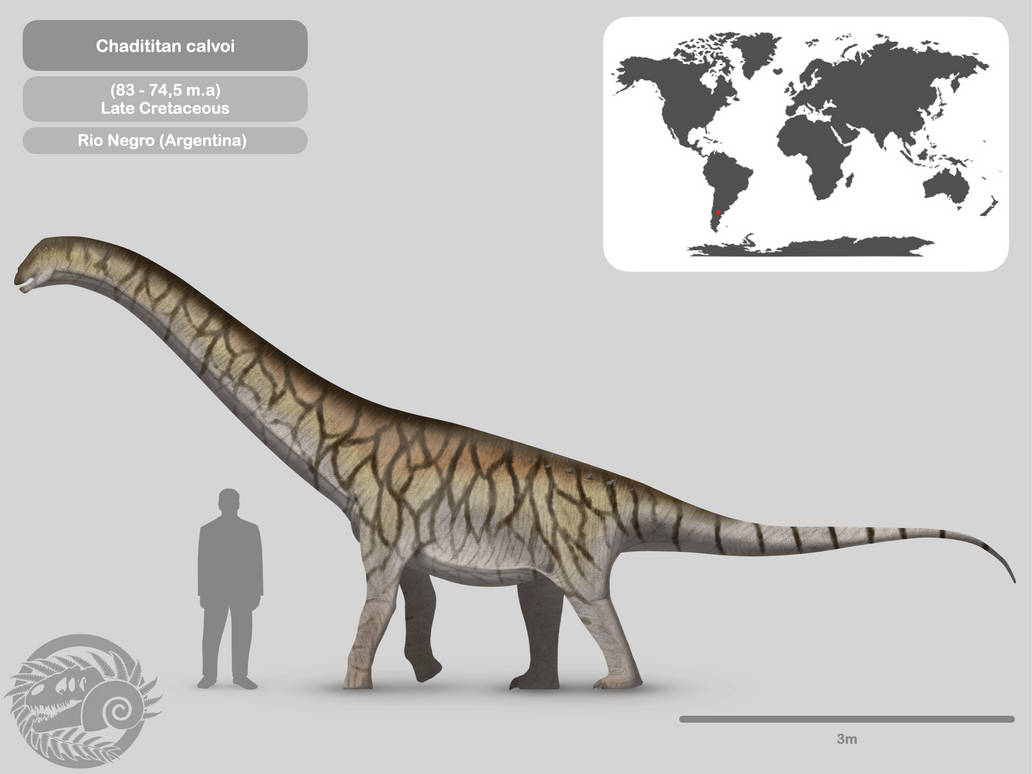 Chadititan calvoi
(83 - 74,5 m.a)
Late Cretaceous
Rio Negro (Argentina)
3m